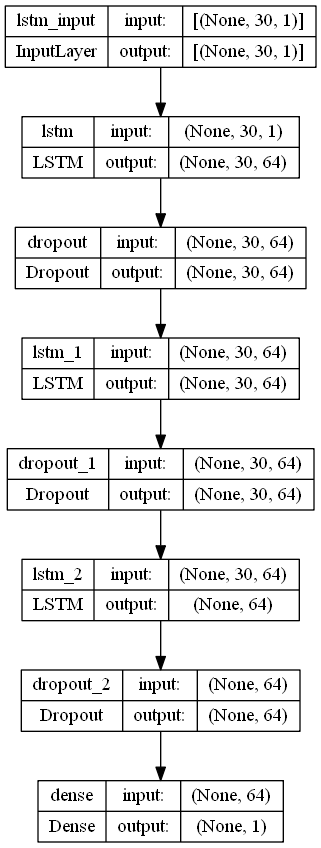 lstm_input input: [(None, 30, 1)]
InputLayer output: [(None, 30, 1)]
lstm input: (None, 30, 1)
LSTM output: (None, 30, 64)
dropout input: (None, 30, 64)
Dropout output: (None, 30, 64)
lstm_1 input: (None, 30, 64)
LSTM output: (None, 30, 64)
dropout_1 input: (None, 30, 64)
Dropout output: (None, 30, 64)
lstm_2 input: (None, 30, 64)
LSTM output: (None, 64)
dropout_2 input: (None, 64)
Dropout output: (None, 64)
dense input: (None, 64)
Dense output: (None, 1)